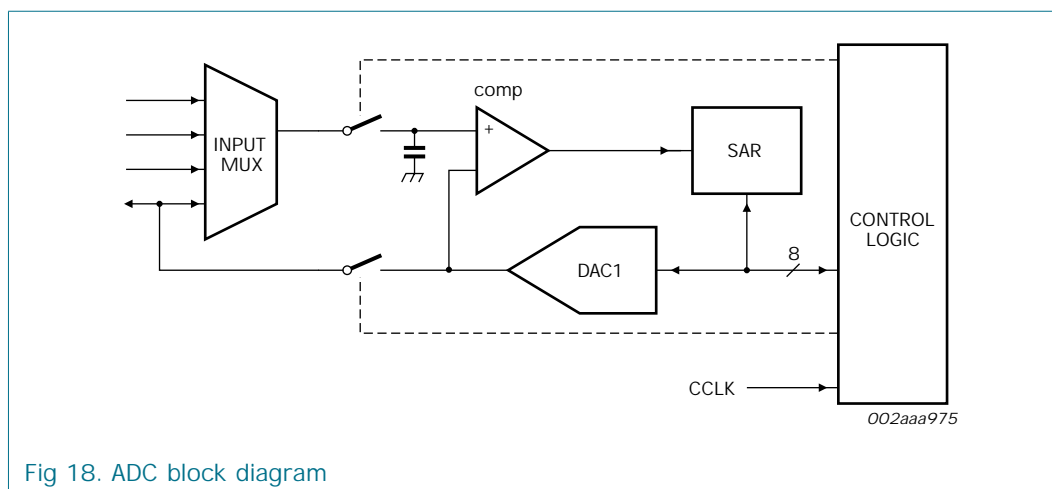 comp
+
INPUT
MUX
SAR
CONTROL
LOGIC
8
DAC1
CCLK
002aaa975
Fig 18. ADC block diagram